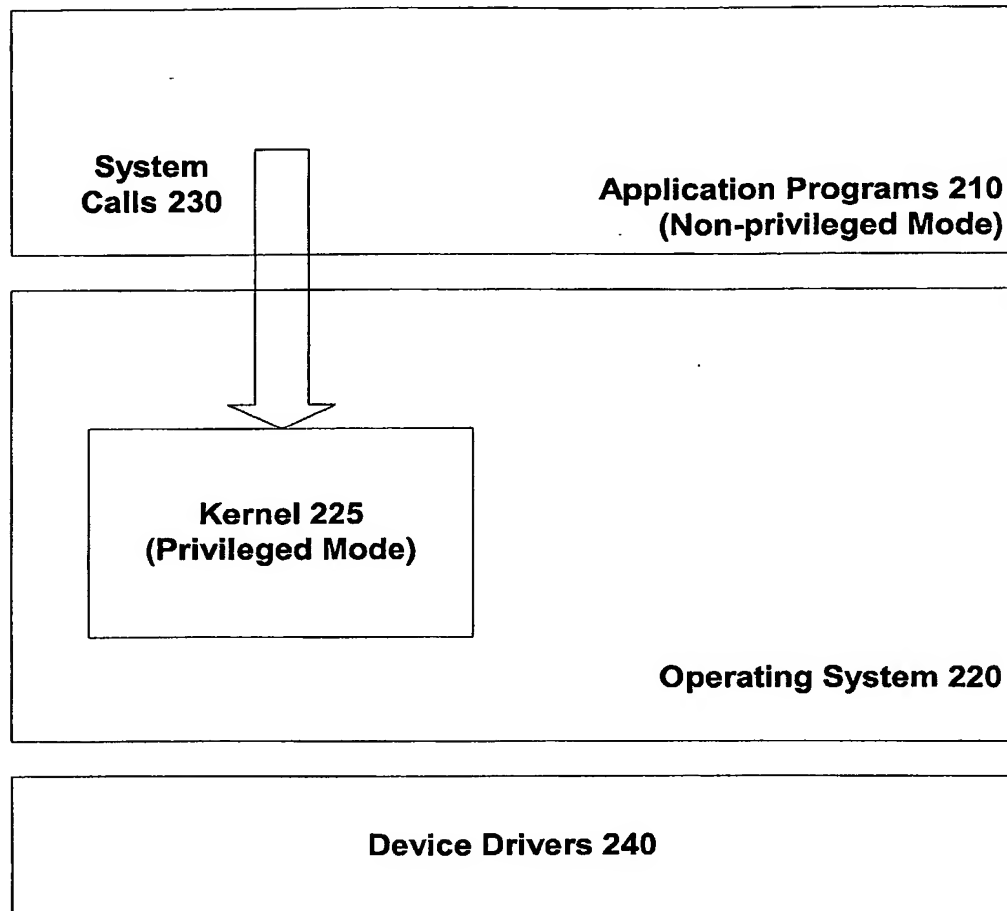 System
Calls 230
Application Programs 210
(Non-privileged Mode)
Kernel 225
(Privileged Mode)
Operating System 220
Device Drivers 240